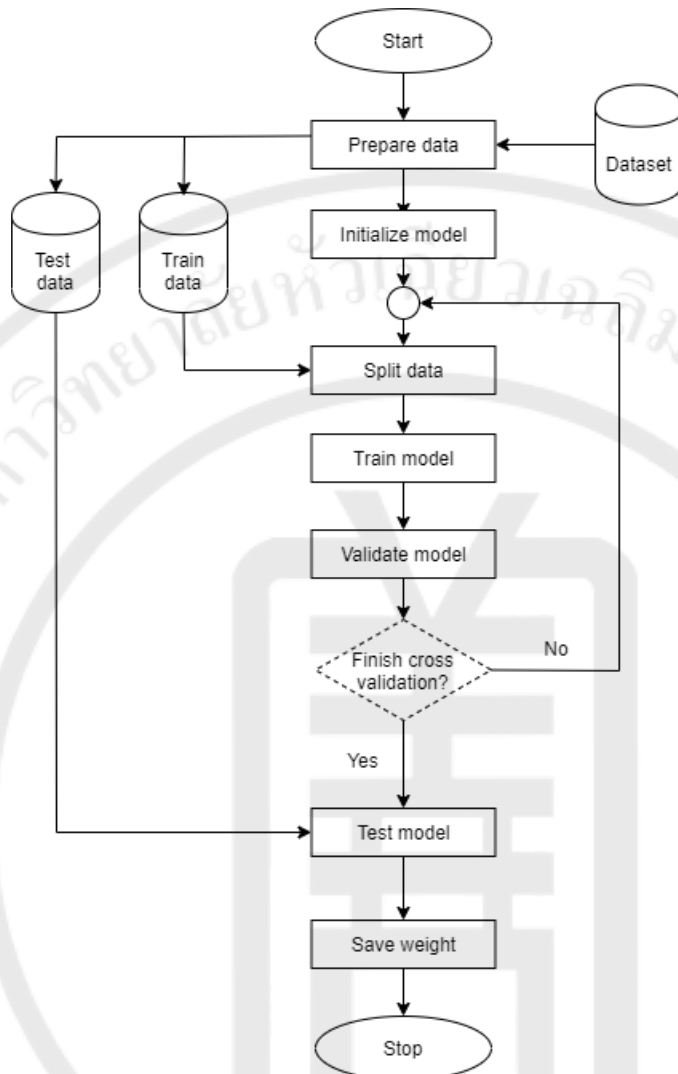 Start
Prepare data
Dataset
Initialize model
Test
data
Train
data
Split data
Train model
Validate model
Finish cross
validation?
No
Yes
Test model
Save weight
Stop